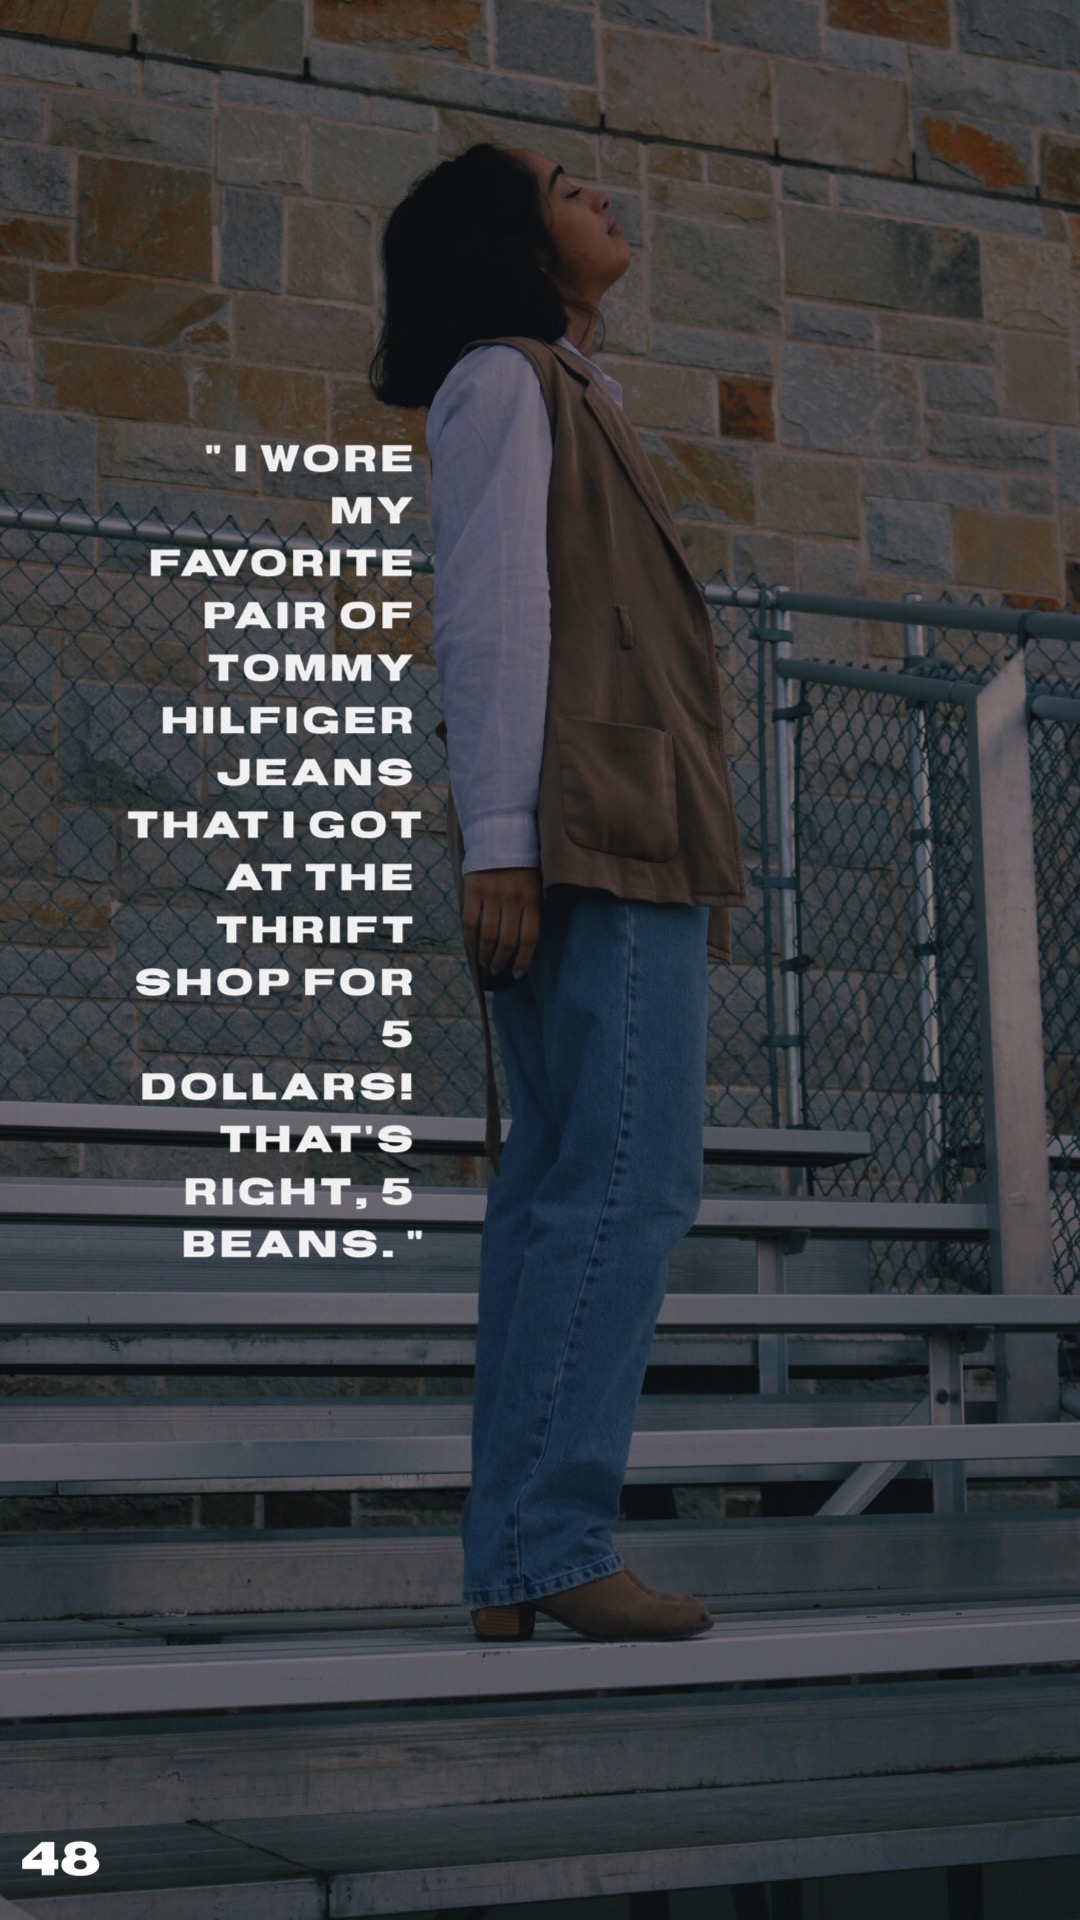 " I WORE
MY
FAVORITE
PAIR OF
TOMMY
HILFIGER
JEANS
THAT I GOT
AT THE
THRIFT
SHOP FOR
5
DOLLARS!
THAT'S
RIGHT, 5
BEANS. "
48